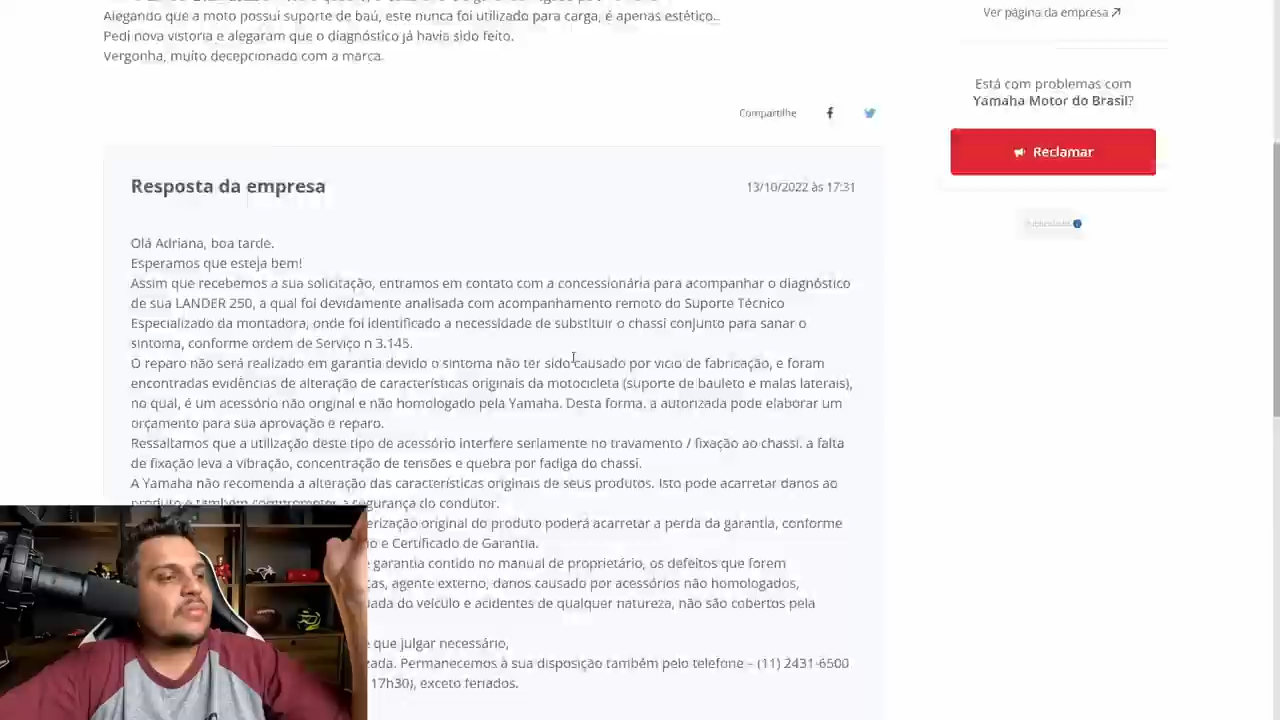 Alegando que a moto possui suporte de baú, este nunca foi utilizado para carga, é apenas estético..
Pedi nova vistoria e alegaram que o diagnóstico já havia sido feito.
Vergonha, muito decepcionado com a marca.
Ver página da empresa
Está com problemas com
Yamaha Motor do Brasil?
Reclamar
Compartilhe
Resposta da empresa
13/10/2022 às 17:31
Olá Adriana, boa tarde.
Esperamos que esteja bem!
Assim que recebemos a sua solicitação, entramos em contato com a concessionária para acompanhar o diagnóstico
de sua LANDER 250, a qual foi devidamente analisada com acompanhamento remoto do Suporte Técnico
Especializado da montadora, onde foi identificado a necessidade de substituir o chassi conjunto para sanar o
sintoma, conforme ordem de Serviço n 3.145.
O reparo não será realizado em garantia devido o sintoma não ter sido causado por vicio de fabricação, e foram
encontradas evidências de alteração de características originais da motocicleta (suporte de bauleto e malas laterais),
no qual, é um acessório não original e não homologado pela Yamaha. Desta forma. a autorizada pode elaborar um
orçamento para sua aprovação e reparo.
Ressaltamos que a utilização deste tipo de acessório interfere seriamente no travamento / fixação ao chassi. a falta
de fixação leva a vibração, concentração de tensões e quebra por fadiga do chassi.
A Yamaha não recomenda a alteração das características originais de seus produtos. Isto pode acarretar danos ao
produto e também comprometer a segurança do condutor.
erização original do produto poderá acarretar a perda da garantia, conforme
o e Certificado de Garantia.
e garantia contido no manual de proprietário, os defeitos que forem
cas, agente externo, danos causado por acessórios não homologados,
uada do veículo e acidentes de qualquer natureza, não são cobertos pela
e que julgar necessário,
zada. Permanecemos à sua disposição também pelo telefone – (11) 2431-6500
17h30), exceto feriados.